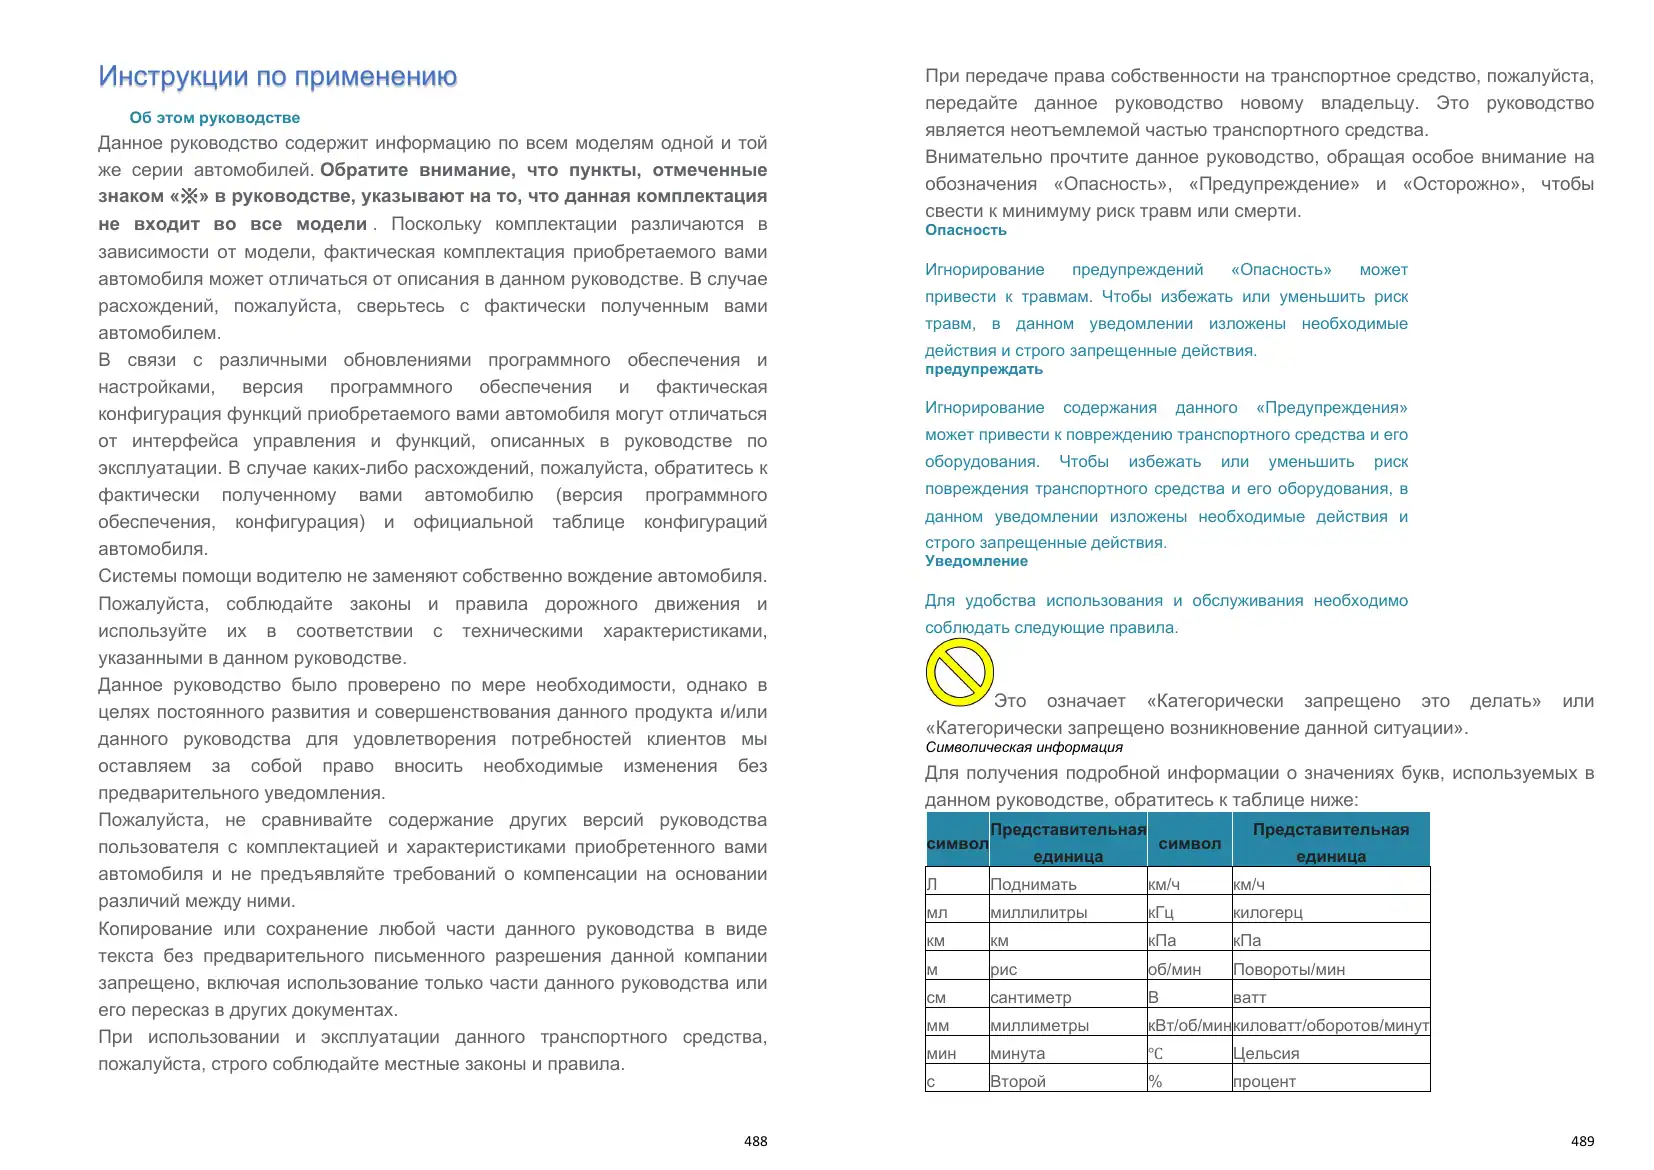 Инструкции по применению
Об этом руководстве
Данное руководство содержит информацию по всем моделям одной и той
же серии автомобилей. Обратите внимание, что пункты, отмеченные
знаком «※» в руководстве, указывают на то, что данная комплектация
не входит во все модели . Поскольку комплектации различаются в
зависимости от модели, фактическая комплектация приобретаемого вами
автомобиля может отличаться от описания в данном руководстве. В случае
расхождений, пожалуйста, сверьтесь с фактически полученным вами
автомобилем.
В связи с различными обновлениями программного обеспечения и
настройками, версия программного обеспечения и фактическая
конфигурация функций приобретаемого вами автомобиля могут отличаться
от интерфейса управления и функций, описанных в руководстве по
эксплуатации. В случае каких-либо расхождений, пожалуйста, обратитесь к
фактически полученному вами автомобилю (версия программного
обеспечения, конфигурация) и официальной таблице конфигураций
автомобиля.
Системы помощи водителю не заменяют собственно вождение автомобиля.
Пожалуйста, соблюдайте законы и правила дорожного движения и
используйте их в соответствии с техническими характеристиками,
указанными в данном руководстве.
Данное руководство было проверено по мере необходимости, однако в
целях постоянного развития и совершенствования данного продукта и/или
данного руководства для удовлетворения потребностей клиентов мы
оставляем за собой право вносить необходимые изменения без
предварительного уведомления.
Пожалуйста, не сравнивайте содержание других версий руководства
пользователя с комплектацией и характеристиками приобретенного вами
автомобиля и не предъявляйте требований о компенсации на основании
различий между ними.
Копирование или сохранение любой части данного руководства в виде
текста без предварительного письменного разрешения данной компании
запрещено, включая использование только части данного руководства или
его пересказ в других документах.
При использовании и эксплуатации данного транспортного средства,
пожалуйста, строго соблюдайте местные законы и правила.
488
При передаче права собственности на транспортное средство, пожалуйста,
передайте данное руководство новому владельцу. Это руководство
является неотъемлемой частью транспортного средства.
Внимательно прочтите данное руководство, обращая особое внимание на
обозначения «Опасность», «Предупреждение» и «Осторожно», чтобы
свести к минимуму риск травм или смерти.
Опасность
Игнорирование предупреждений «Опасность» может
привести к травмам. Чтобы избежать или уменьшить риск
травм, в данном уведомлении изложены необходимые
действия и строго запрещенные действия.
предупреждать
Игнорирование содержания данного «Предупреждения»
может привести к повреждению транспортного средства и его
оборудования. Чтобы избежать или уменьшить риск
повреждения транспортного средства и его оборудования, в
данном уведомлении изложены необходимые действия и
строго запрещенные действия.
Уведомление
Для удобства использования и обслуживания необходимо
соблюдать следующие правила.
Это означает «Категорически запрещено это делать» или
«Категорически запрещено возникновение данной ситуации».
Символическая информация
Для получения подробной информации о значениях букв, используемых в
данном руководстве, обратитесь к таблице ниже:
символ Представительная единица символ Представительная единица
Л Поднимать км/ч км/ч
мл миллилитры кГц килогерц
км км кПа кПа
м рис об/мин Повороты/мин
см сантиметр В ватт
мм миллиметры кВт/об/мин киловатт/оборотов/минут
мин минута ℃ Цельсия
с Второй % процент
489